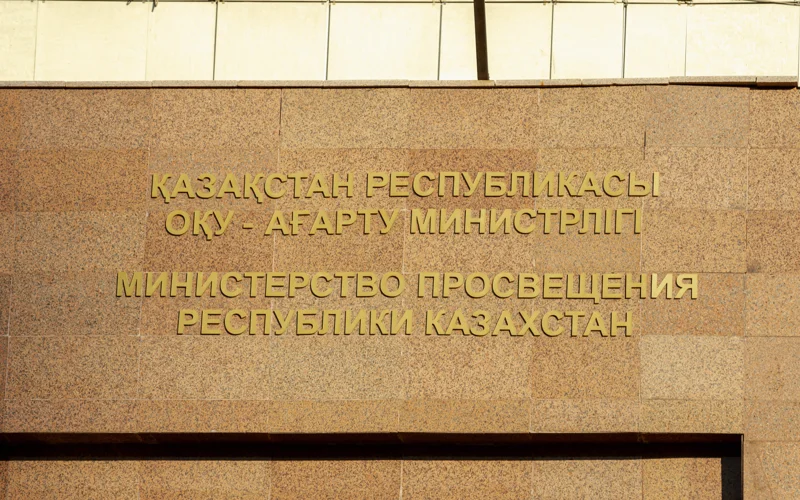 ҚАЗАҚСТАН РЕСПУБЛИКАСЫ
ОҚУ - АҒАРТУ МИНИСТРЛІГІ
МИНИСТЕРСТВО ПРОСВЕЩЕНИЯ
РЕСПУБЛИКИ КАЗАХСТАН